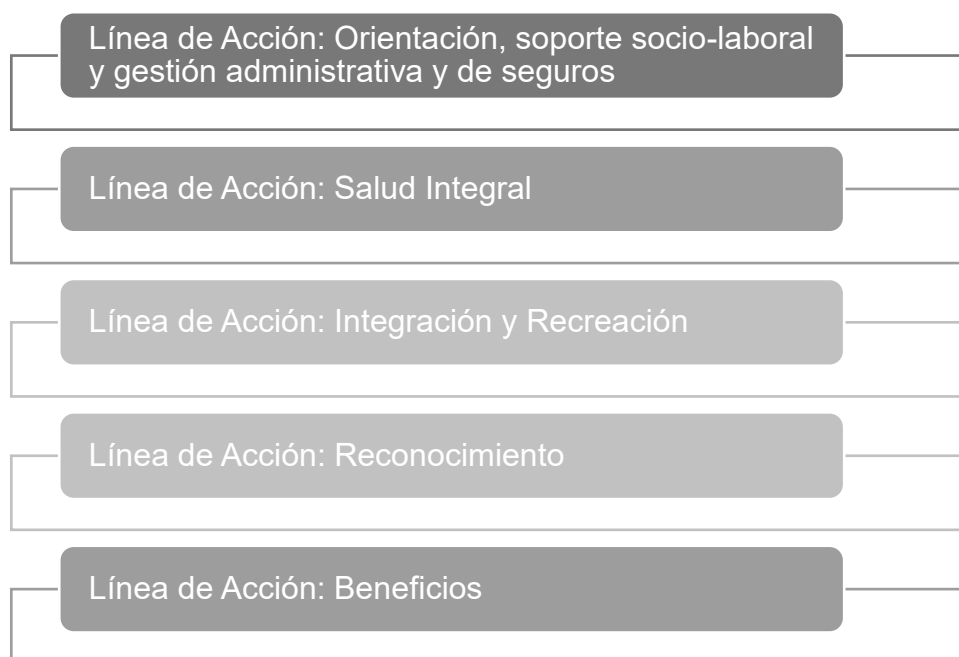 Línea de Acción: Orientación, soporte socio-laboral
y gestión administrativa y de seguros
Línea de Acción: Salud Integral
Línea de Acción: Integración y Recreación
Línea de Acción: Reconocimiento
Línea de Acción: Beneficios